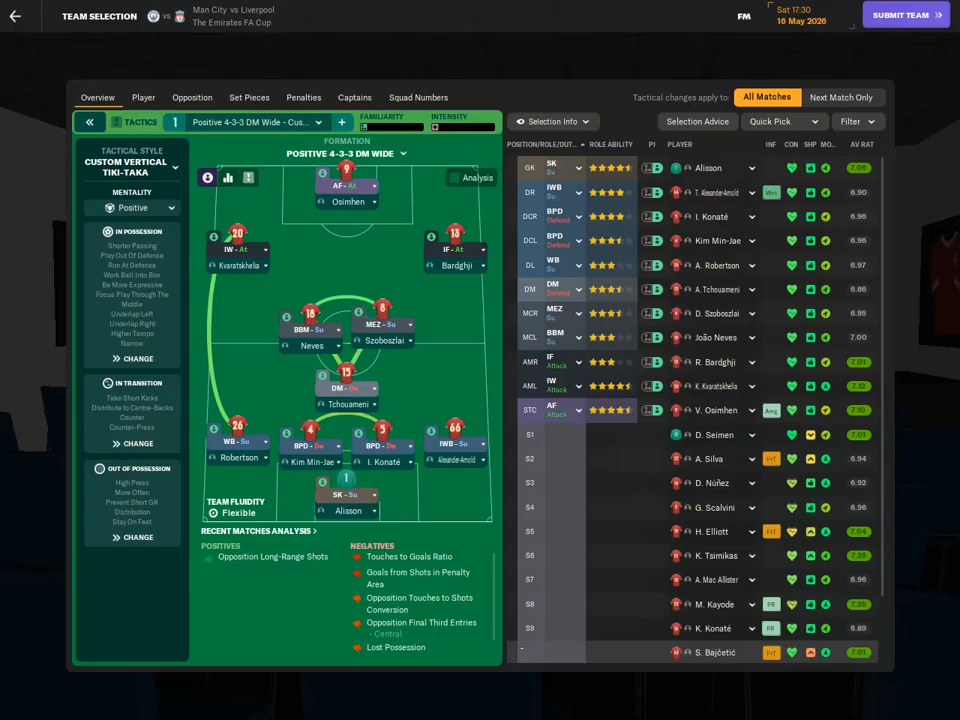 TEAM SELECTION
vs
Man City vs Liverpool
The Emirates FA Cup
FM
Sat 17:30
16 May 2026
SUBMIT TEAM
Overview
Player
Opposition
Set Pieces
Penalties
Captains
Squad Numbers
Tactical changes apply to:
All Matches
Next Match Only
TACTICS
1
Positive 4-3-3 DM Wide - Cus...
FAMILIARITY
INTENSITY
Selection Info
Selection Advice
Quick Pick
Filter
TACTICAL STYLE
CUSTOM VERTICAL
TIKI-TAKA
MENTALITY
Positive
IN POSSESSION
Shorter Passing
Play Out Of Defense
Run At Defense
Work Ball Into Box
Be More Expressive
Focus Play Through The
Middle
Underlap Left
Underlap Right
Higher Tempo
Narrow
CHANGE
IN TRANSITION
Take Short Kicks
Distribute to Centre-Backs
Counter
Counter-Press
CHANGE
OUT OF POSSESSION
High Press
More Often
Prevent Short GK
Distribution
Stay On Feet
CHANGE
FORMATION
POSITIVE 4-3-3 DM WIDE
Analysis
9
AF - At
Osimhen
20
IW - At
Kvaratskhelia
13
IF - At
Bardghji
18
BBM - Su
Neves
8
MEZ - Su
Szoboszlai
15
DM - De
Tchouameni
26
WB - Su
Robertson
4
BPD - De
Kim Min-Jae
5
BPD - De
I. Konaté
66
IWB - Su
Alexander-Arnold
1
SK - Su
Alisson
TEAM FLUIDITY
Flexible
RECENT MATCHES ANALYSIS
POSITIVES
Opposition Long-Range Shots
NEGATIVES
Touches to Goals Ratio
Goals from Shots in Penalty
Area
Opposition Touches to Shots
Conversion
Opposition Final Third Entries
- Central
Lost Possession
POSITION/ROLE/DUT... ROLE ABILITY PI PLAYER INF CON SHP MO... AV RAT
GK SK Su Alisson 7.06
DR IWB Su T. Alexander-Arnold Wnt 6.90
DCR BPD Defend I. Konaté 6.96
DCL BPD Defend Kim Min-Jae 6.96
DL WB Su A. Robertson 6.97
DM DM Defend A. Tchouameni 6.86
MCR MEZ Su D. Szoboszlai 6.95
MCL BBM Su João Neves 7.00
AMR IF Attack R. Bardghji 7.01
AML IW Attack K. Kvaratskhelia 7.12
STC AF Attack V. Osimhen Amg 7.10
S1 D. Seimen 7.01
S2 A. Silva FIT 6.94
S3 D. Núñez 6.92
S4 G. Scalvini 6.96
S5 H. Elliott FIT 7.04
S6 K. Tsimikas 7.25
S7 A. Mac Allister 6.96
S8 M. Kayode PR 7.25
S9 K. Konaté PR 6.89
- S. Bajčetić FIT 7.01